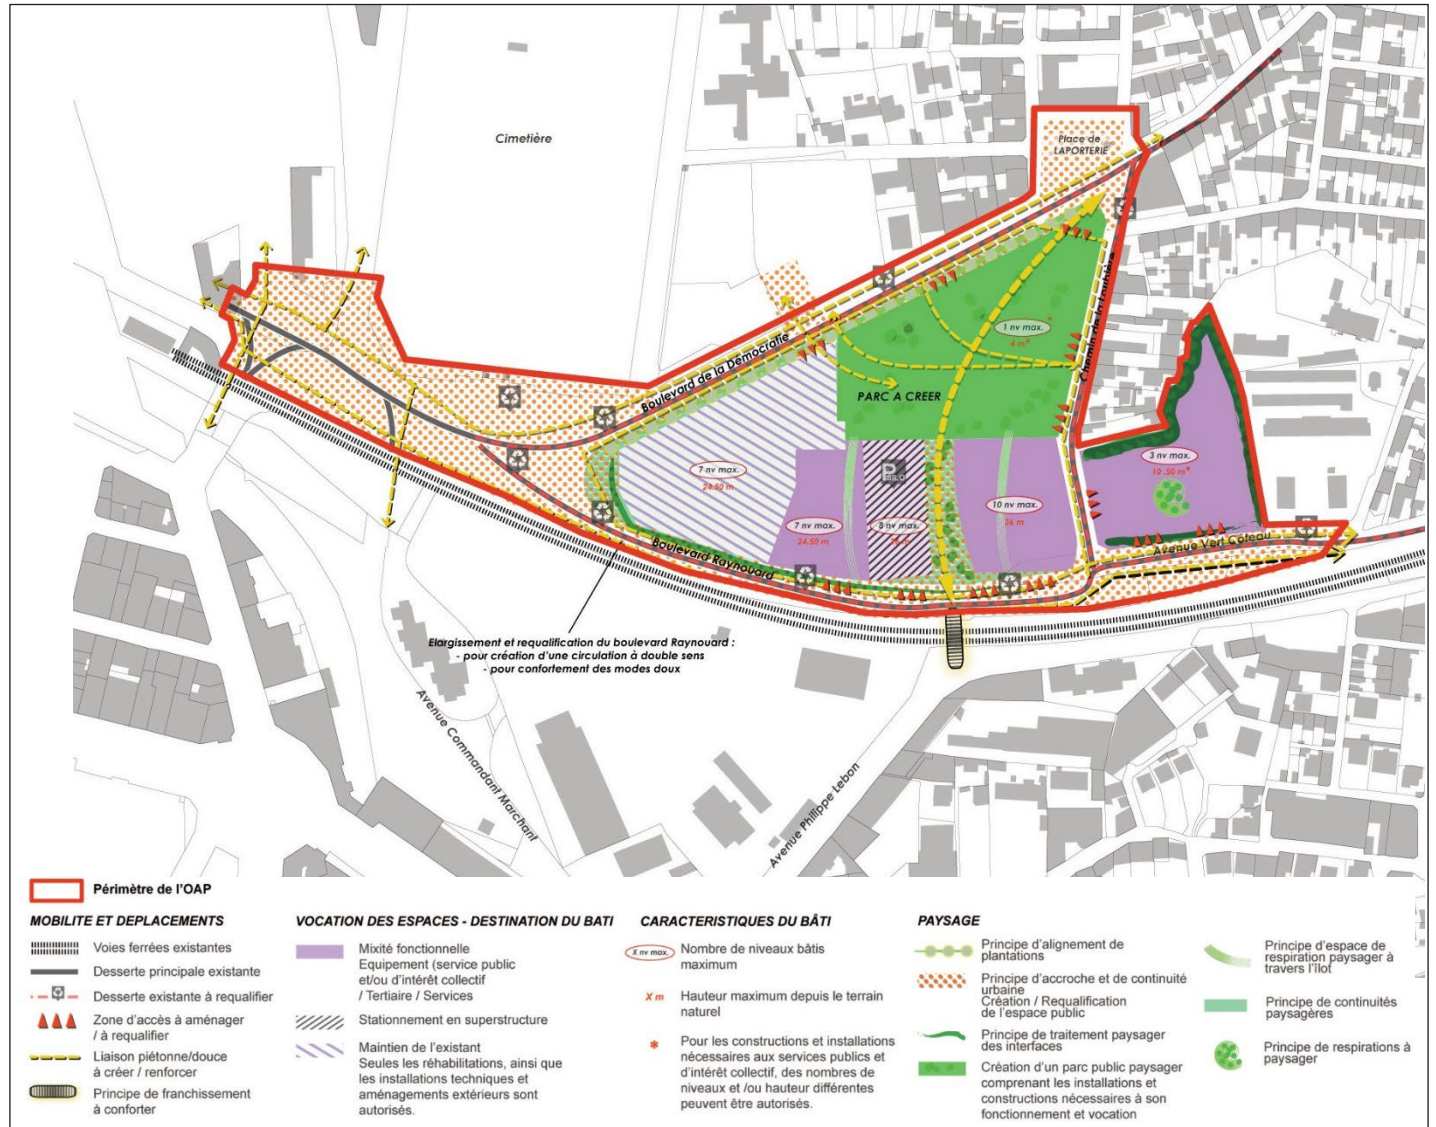 Cimetière
Place de
LAPORTERIE
Boulevard de la Démocratie
Chemin de la Loubière
1 nv max.*
4 m*
PARC A CREER
7 nv max.
24.50 m
P
SILO
7 nv max.
24.50 m
8 nv max.
10 nv max.
36 m
3 nv max.
10 .50 m*
Avenue Vert Côteau
Boulevard Raynouard
Elargissement et requalification du boulevard Raynouard :
- pour création d'une circulation à double sens
- pour confortement des modes doux
Avenue Commandant Marchant
Avenue Philippe Lebon
Périmètre de l'OAP
MOBILITE ET DEPLACEMENTS
Voies ferrées existantes
Desserte principale existante
Desserte existante à requalifier
Zone d'accès à aménager
/ à requalifier
Liaison piétonne/douce
à créer / renforcer
Principe de franchissement
à conforter
VOCATION DES ESPACES - DESTINATION DU BATI
Mixité fonctionnelle
Equipement (service public
et/ou d'intérêt collectif
/ Tertiaire / Services
Stationnement en superstructure
Maintien de l'existant
Seules les réhabilitations, ainsi que
les installations techniques et
aménagements extérieurs sont
autorisés.
CARACTERISTIQUES DU BÂTI
X nv max.
Nombre de niveaux bâtis
maximum
X m
Hauteur maximum depuis le terrain
naturel
*
Pour les constructions et installations
nécessaires aux services publics et
d'intérêt collectif, des nombres de
niveaux et /ou hauteur différentes
peuvent être autorisés.
PAYSAGE
Principe d'alignement de
plantations
Principe d'accroche et de continuité
urbaine
Création / Requalification
de l'espace public
Principe de traitement paysager
des interfaces
Création d'un parc public paysager
comprenant les installations et
constructions nécessaires à son
fonctionnement et vocation
Principe d'espace de
respiration paysager à
travers l'îlot
Principe de continuités
paysagères
Principe de respirations à
paysager